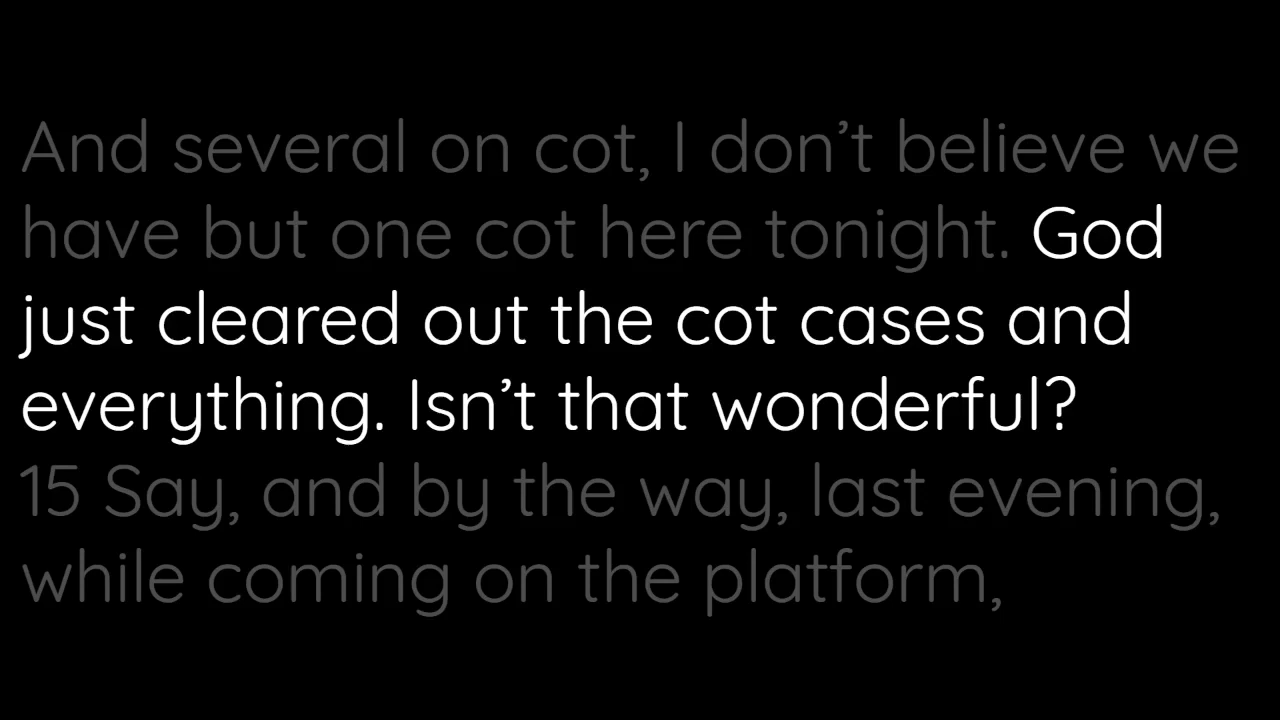 And several on cot, I don’t believe we
have but one cot here tonight. God
just cleared out the cot cases and
everything. Isn’t that wonderful?
15 Say, and by the way, last evening,
while coming on the platform,